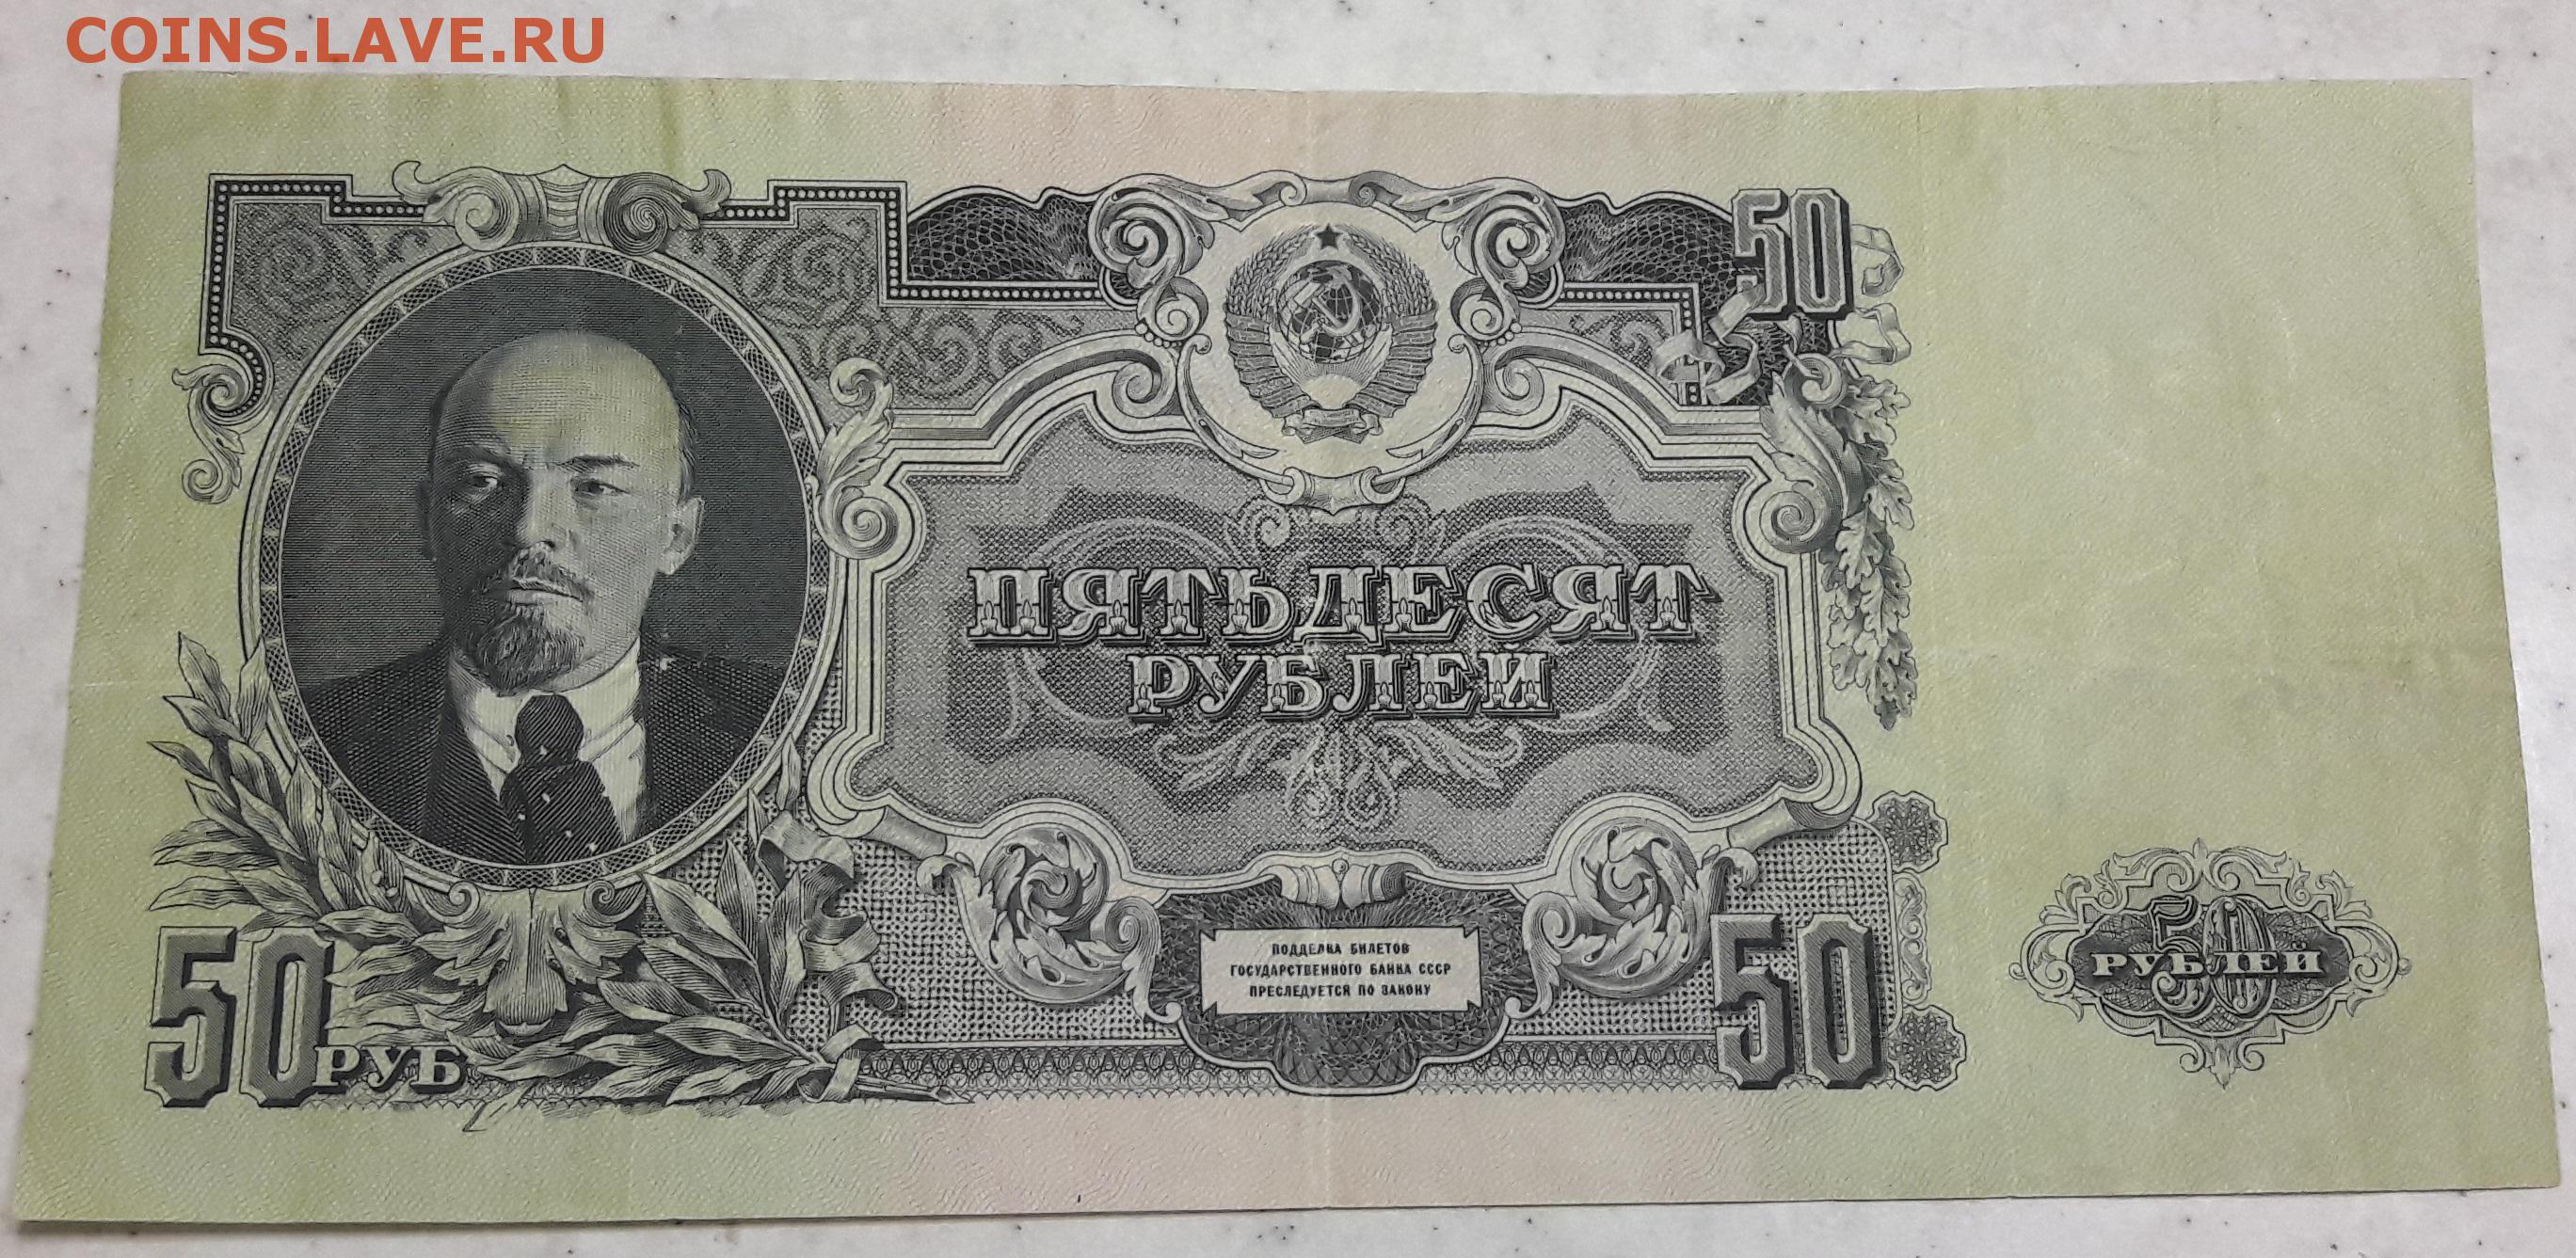 COINS.LAVE.RU
50
ПЯТЬДЕСЯТ
РУБЛЕЙ
ПОДДЕЛКА БИЛЕТОВ
ГОСУДАРСТВЕННОГО БАНКА СССР
ПРЕСЛЕДУЕТСЯ ПО ЗАКОНУ
50 РУБ
50
50
РУБЛЕЙ